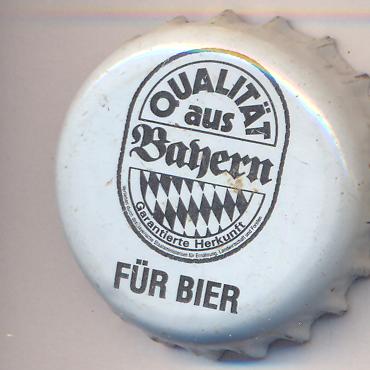 QUALITÄT
aus
Bayern
Garantierte Herkunft
FÜR BIER